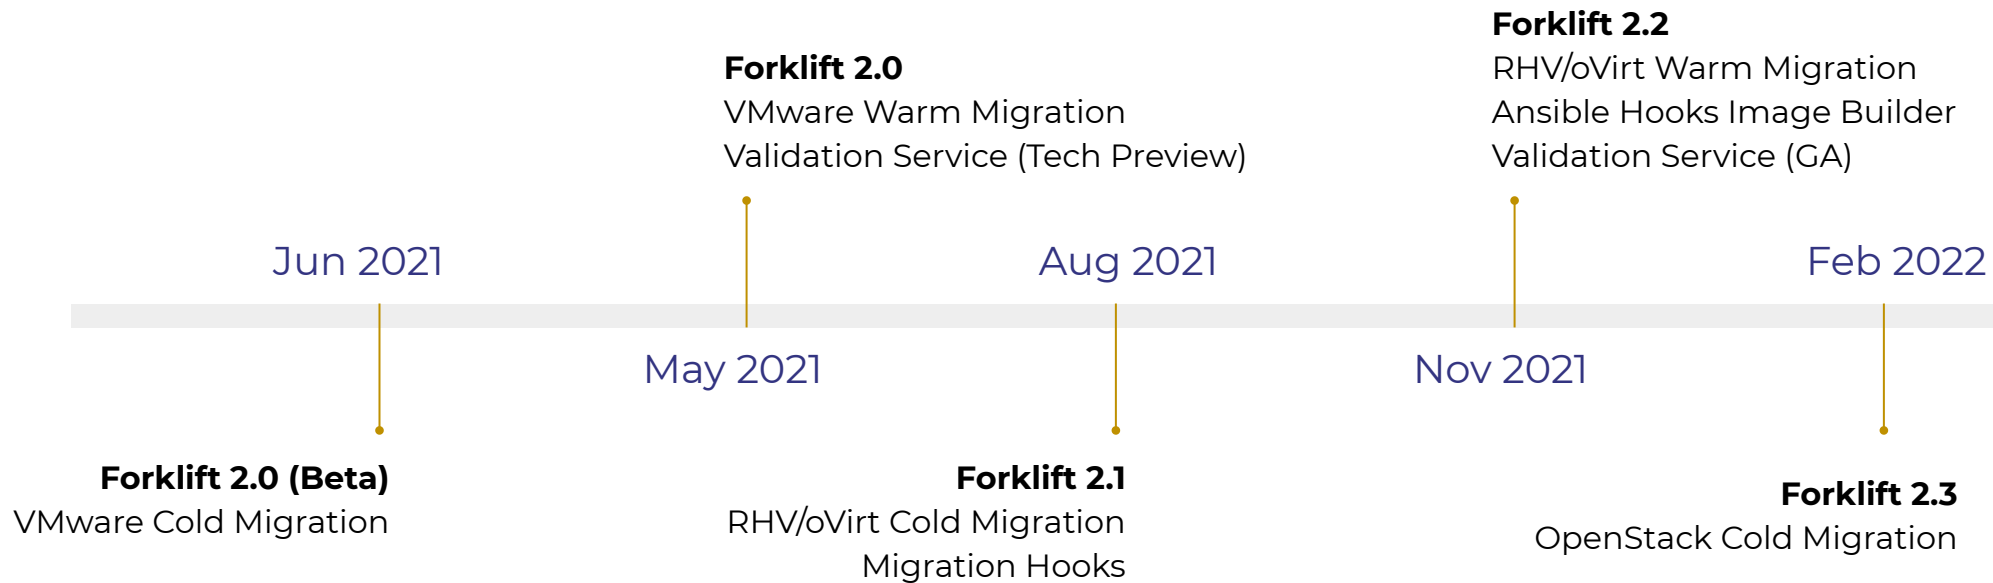 Forklift 2.2
RHV/oVirt Warm Migration
Ansible Hooks Image Builder
Validation Service (GA)
Forklift 2.0
VMware Warm Migration
Validation Service (Tech Preview)
Jun 2021
Aug 2021
Feb 2022
May 2021
Nov 2021
Forklift 2.0 (Beta)
VMware Cold Migration
Forklift 2.1
RHV/oVirt Cold Migration
Migration Hooks
Forklift 2.3
OpenStack Cold Migration